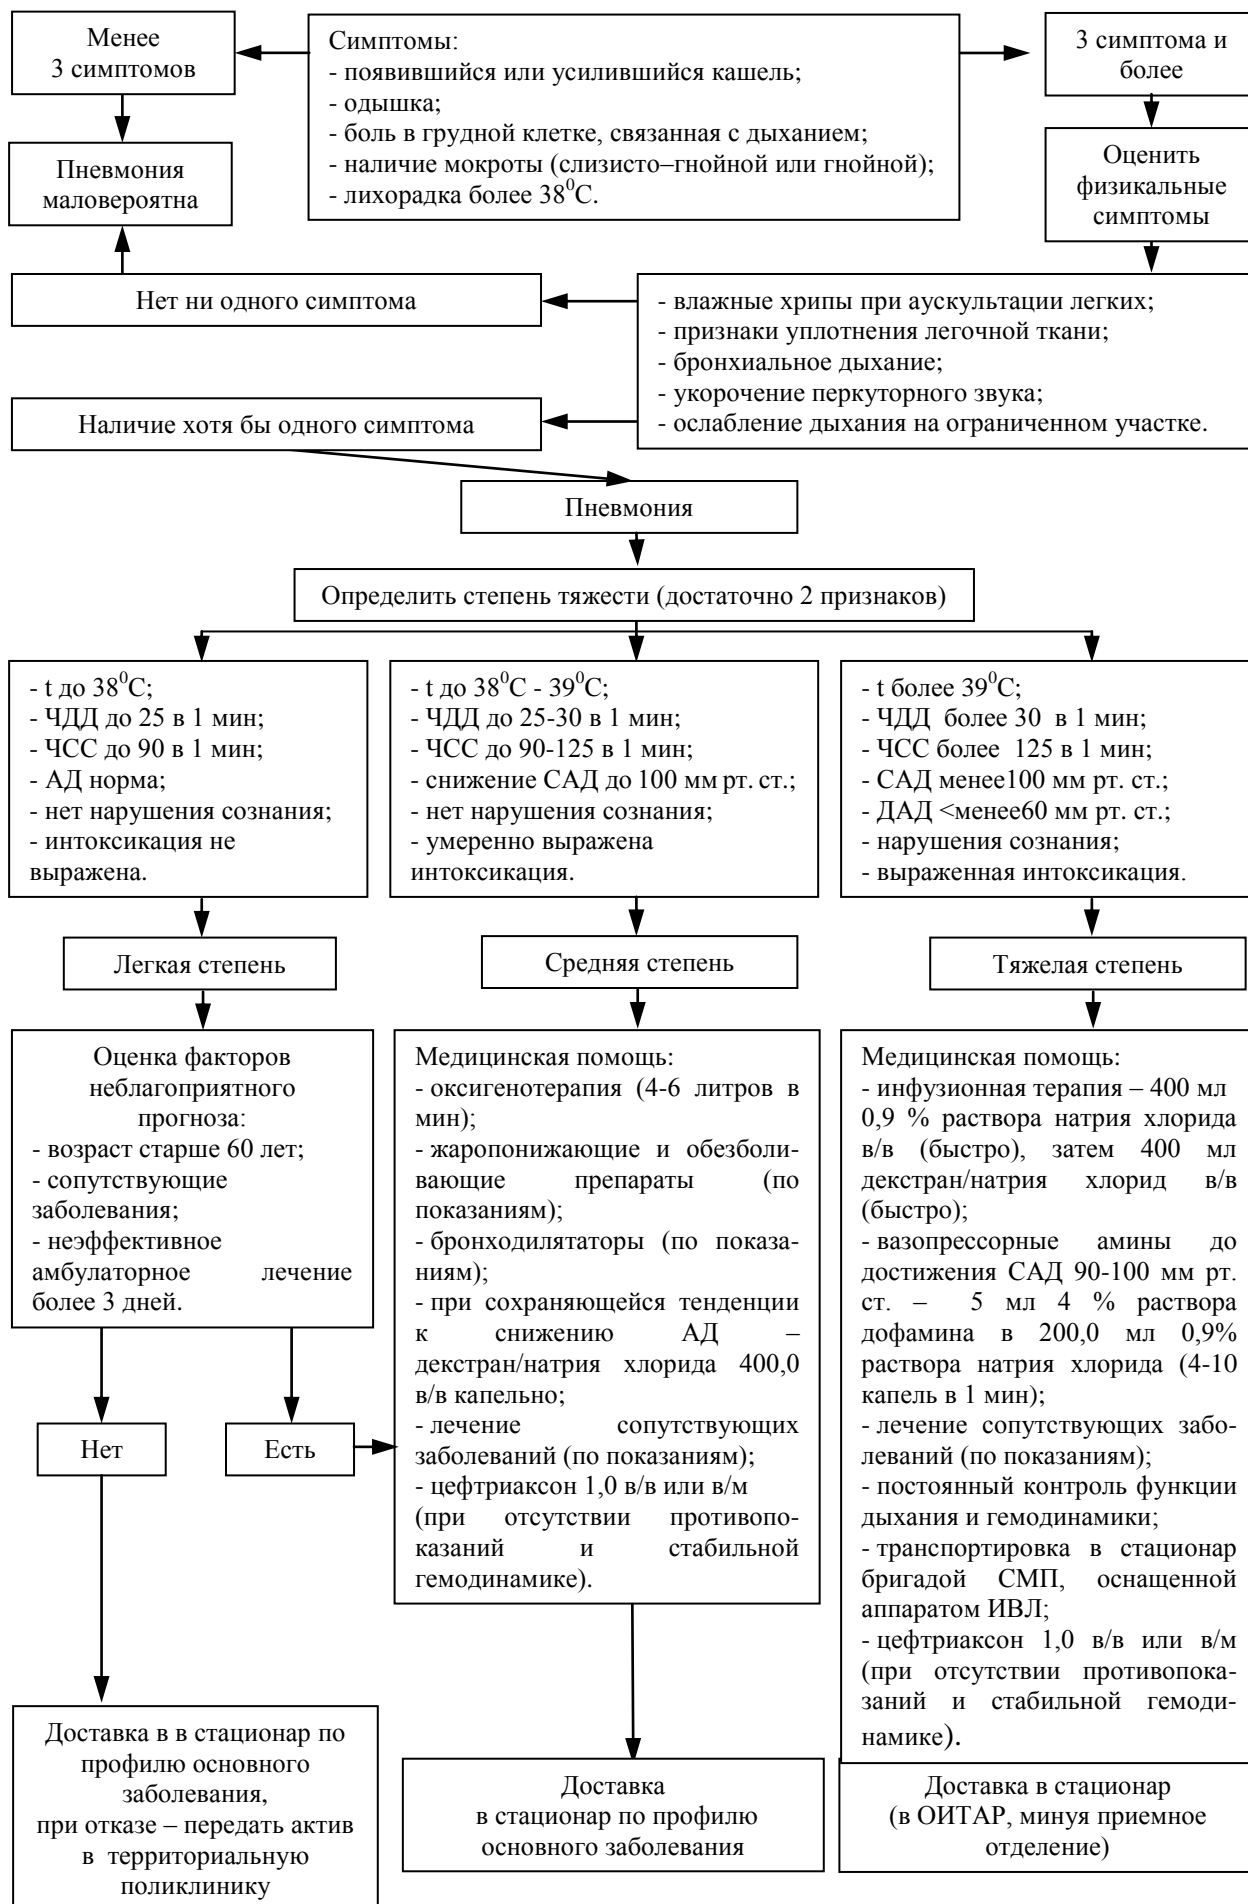 Менее
3 симптомов
Симптомы:
- появившийся или усилившийся кашель;
- одышка;
- боль в грудной клетке, связанная с дыханием;
- наличие мокроты (слизисто–гнойной или гнойной);
- лихорадка более 38⁰С.
3 симптома и
более
Пневмония
маловероятна
Оценить
физикальные
симптомы
Нет ни одного симптома
- влажные хрипы при аускультации легких;
- признаки уплотнения легочной ткани;
- бронхиальное дыхание;
- укорочение перкуторного звука;
- ослабление дыхания на ограниченном участке.
Наличие хотя бы одного симптома
Пневмония
Определить степень тяжести (достаточно 2 признаков)
- t до 38⁰С;
- ЧДД до 25 в 1 мин;
- ЧСС до 90 в 1 мин;
- АД норма;
- нет нарушения сознания;
- интоксикация не
выражена.
- t до 38⁰С - 39⁰С;
- ЧДД до 25-30 в 1 мин;
- ЧСС до 90-125 в 1 мин;
- снижение САД до 100 мм рт. ст.;
- нет нарушения сознания;
- умеренно выражена
интоксикация.
- t более 39⁰С;
- ЧДД более 30 в 1 мин;
- ЧСС более 125 в 1 мин;
- САД менее100 мм рт. ст.;
- ДАД <менее60 мм рт. ст.;
- нарушения сознания;
- выраженная интоксикация.
Легкая степень
Средняя степень
Тяжелая степень
Оценка факторов
неблагоприятного
прогноза:
- возраст старше 60 лет;
- сопутствующие
заболевания;
- неэффективное
амбулаторное лечение
более 3 дней.
Медицинская помощь:
- оксигенотерапия (4-6 литров в
мин);
- жаропонижающие и обезболи-
вающие препараты (по
показаниям);
- бронходилятаторы (по показа-
ниям);
- при сохраняющейся тенденции
к снижению АД –
декстран/натрия хлорида 400,0
в/в капельно;
- лечение сопутствующих
заболеваний (по показаниям);
- цефтриаксон 1,0 в/в или в/м
(при отсутствии противопо-
казаний и стабильной
гемодинамике).
Медицинская помощь:
- инфузионная терапия – 400 мл
0,9 % раствора натрия хлорида
в/в (быстро), затем 400 мл
декстран/натрия хлорид в/в
(быстро);
- вазопрессорные амины до
достижения САД 90-100 мм рт.
ст. – 5 мл 4 % раствора
дофамина в 200,0 мл 0,9%
раствора натрия хлорида (4-10
капель в 1 мин);
- лечение сопутствующих забо-
леваний (по показаниям);
- постоянный контроль функции
дыхания и гемодинамики;
- транспортировка в стационар
бригадой СМП, оснащенной
аппаратом ИВЛ;
- цефтриаксон 1,0 в/в или в/м
(при отсутствии противопока-
заний и стабильной гемоди-
намике).
Нет
Есть
Доставка в в стационар по
профилю основного
заболевания,
при отказе – передать актив
в территориальную
поликлинику
Доставка
в стационар по профилю
основного заболевания
Доставка в стационар
(в ОИТАР, минуя приемное
отделение)